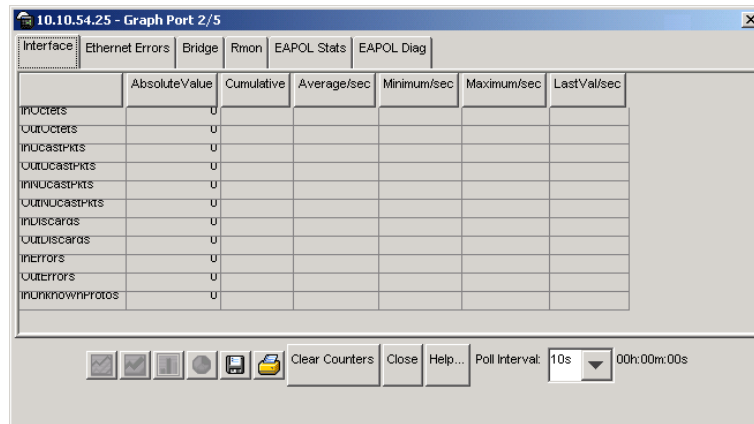 10.10.54.25 - Graph Port 2/5
Interface Ethernet Errors Bridge Rmon EAPOL Stats EAPOL Diag
AbsoluteValue Cumulative Average/sec Minimum/sec Maximum/sec LastVal/sec
InOctets 0
OutOctets 0
InUcastPkts 0
OutUcastPkts 0
InNUcastPkts 0
OutNUcastPkts 0
InDiscards 0
OutDiscards 0
InErrors 0
OutErrors 0
InUnknownProtos 0
Clear Counters Close Help... Poll Interval: 10s 00h:00m:00s